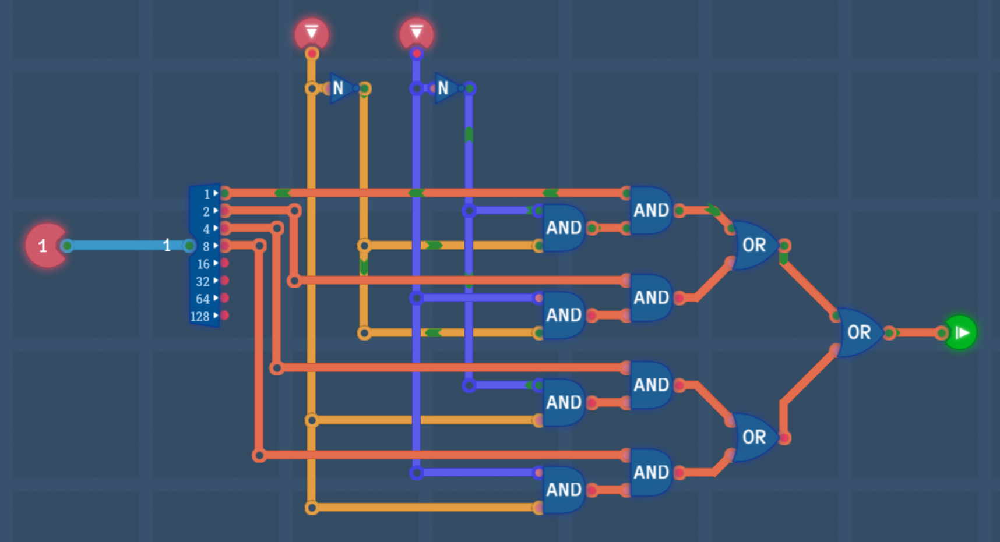 N
N
1
2
4
8
16
32
64
128
1
1
AND
AND
AND
AND
AND
AND
AND
AND
OR
OR
OR